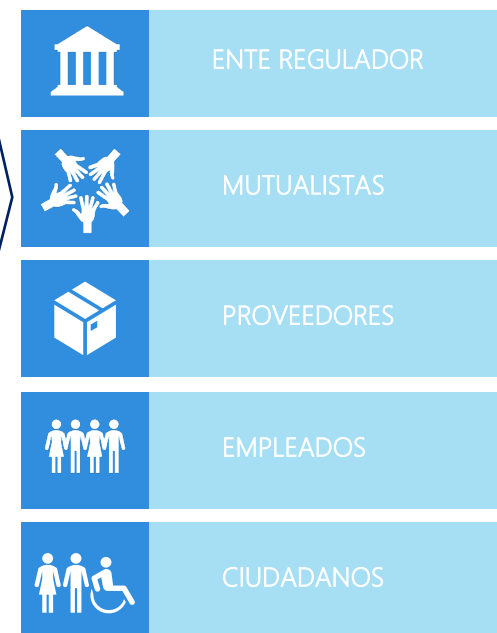 ENTE REGULADOR
MUTUALISTAS
PROVEEDORES
EMPLEADOS
CIUDADANOS